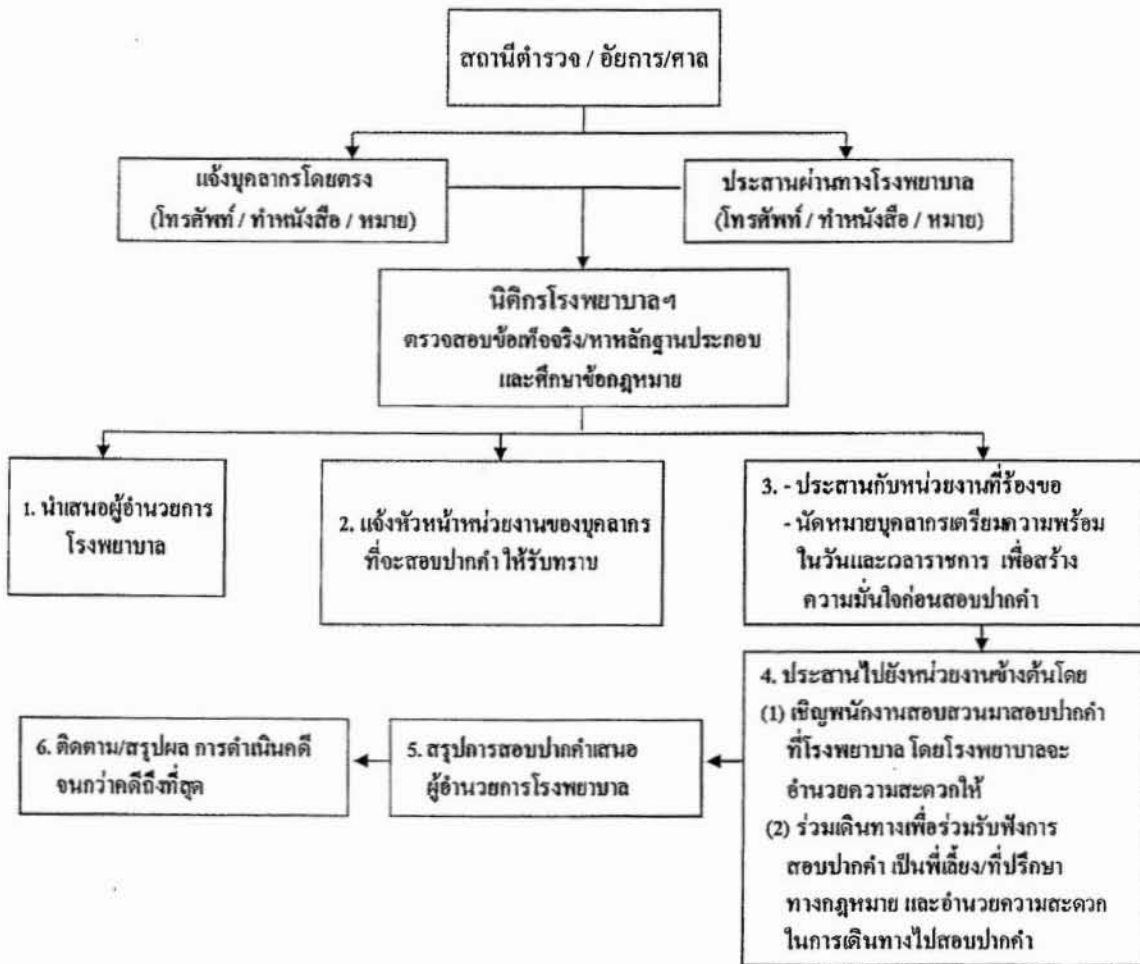 สถานีตำรวจ / อัยการ/ศาล
แจ้งบุคลากรโดยตรง
(โทรศัพท์ / ทำหนังสือ / หมาย)
ประสานผ่านทางโรงพยาบาล
(โทรศัพท์ / ทำหนังสือ / หมาย)
นิติกรโรงพยาบาลฯ
ตรวจสอบข้อเท็จจริง/หาหลักฐานประกอบ
และศึกษาข้อกฎหมาย
1. นำเสนอผู้อำนวยการ
โรงพยาบาล
2. แจ้งหัวหน้าหน่วยงานของบุคลากร
ที่จะสอบปากคำ ให้รับทราบ
3. - ประสานกับหน่วยงานที่ร้องขอ
- นัดหมายบุคลากรเตรียมความพร้อม
ในวันและเวลาราชการ เพื่อสร้าง
ความมั่นใจก่อนสอบปากคำ
4. ประสานไปยังหน่วยงานข้างต้นโดย
(1) เชิญพนักงานสอบสวนมาสอบปากคำ
ที่โรงพยาบาล โดยโรงพยาบาลจะ
อำนวยความสะดวกให้
(2) ร่วมเดินทางเพื่อร่วมรับฟังการ
สอบปากคำ เป็นพี่เลี้ยง/ที่ปรึกษา
ทางกฎหมาย และอำนวยความสะดวก
ในการเดินทางไปสอบปากคำ
5. สรุปการสอบปากคำเสนอ
ผู้อำนวยการโรงพยาบาล
6. ติดตาม/สรุปผล การดำเนินคดี
จนกว่าคดีถึงที่สุด